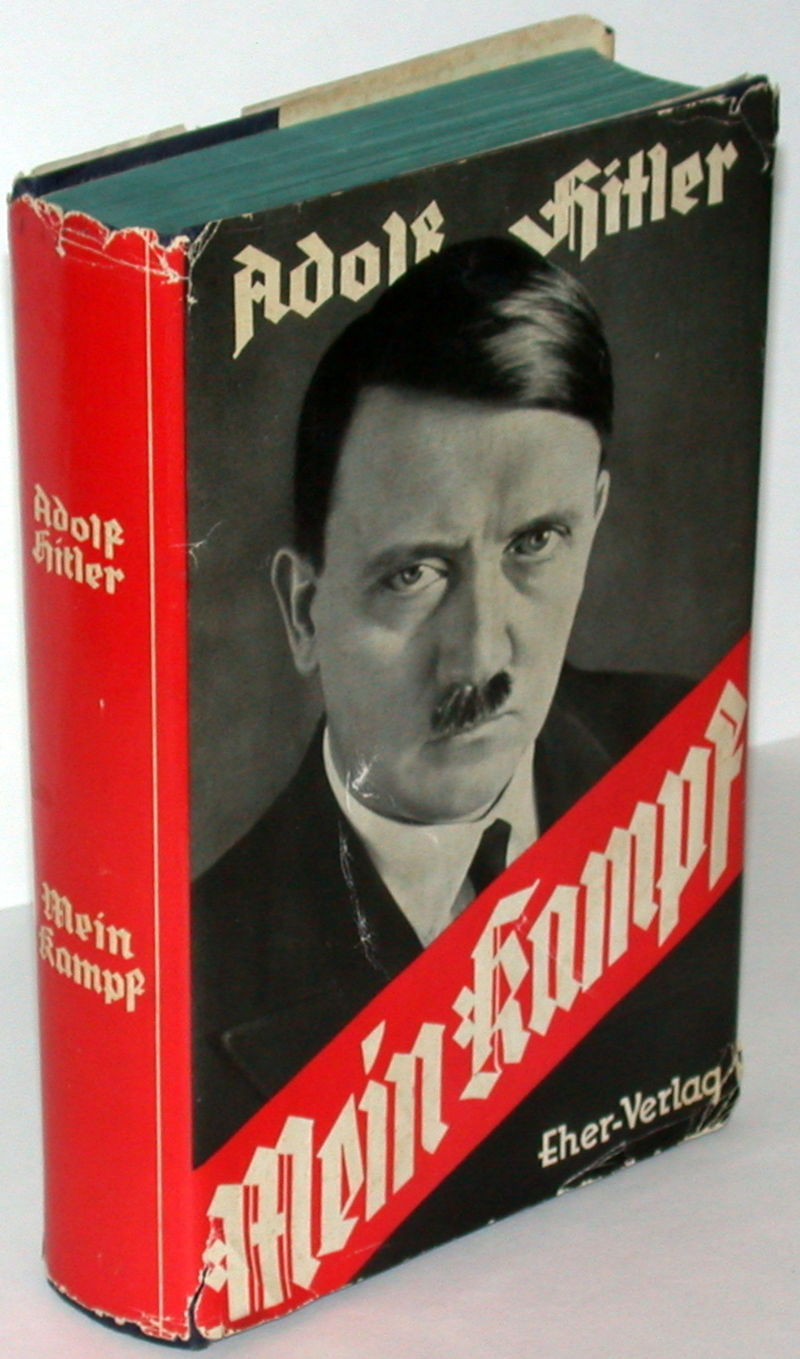 Adolf Hitler
Mein Kampf
Eher-Verlag
Adolf
Hitler
Mein
Kampf